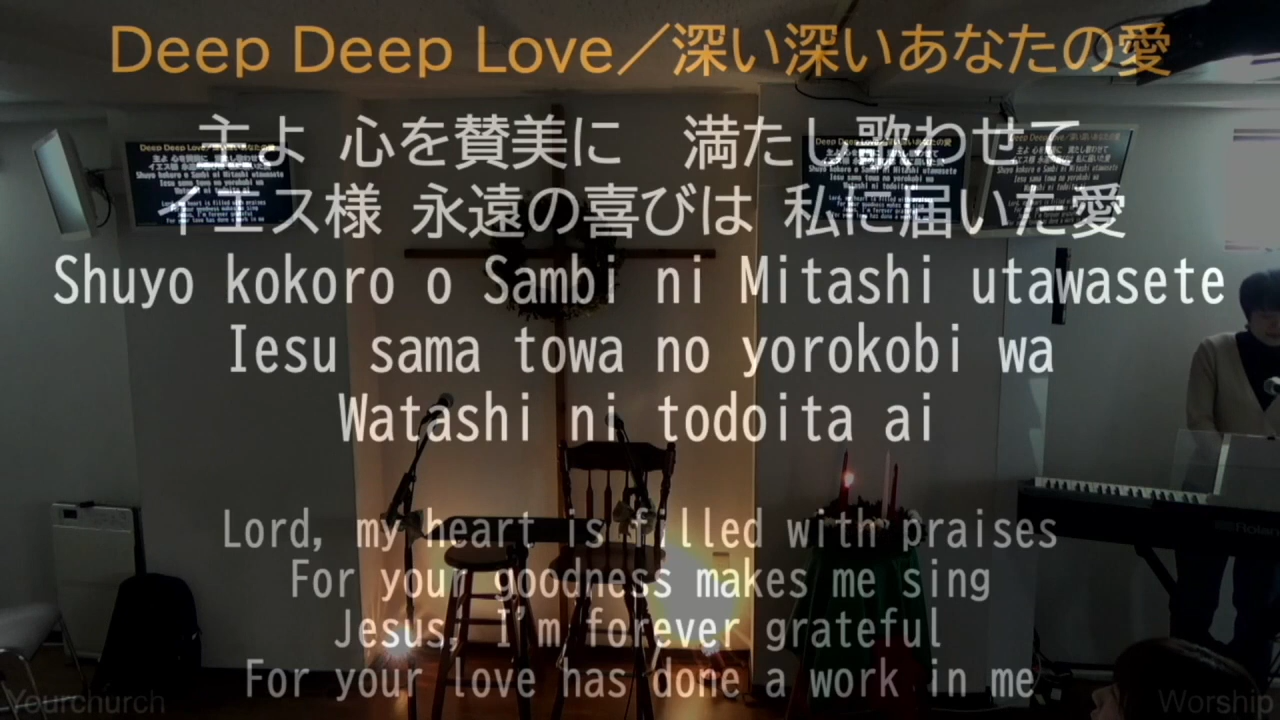 Deep Deep Love／深い深いあなたの愛
主よ 心を賛美に　満たし歌わせて
イエス様 永遠の喜びは 私に届いた愛
Shuyo kokoro o Sambi ni Mitashi utawasete
Iesu sama towa no yorokobi wa
Watashi ni todoita ai
Lord, my heart is filled with praises
For your goodness makes me sing
Jesus, I'm forever grateful
For your love has done a work in me
Yourchurch
Worship
Roland